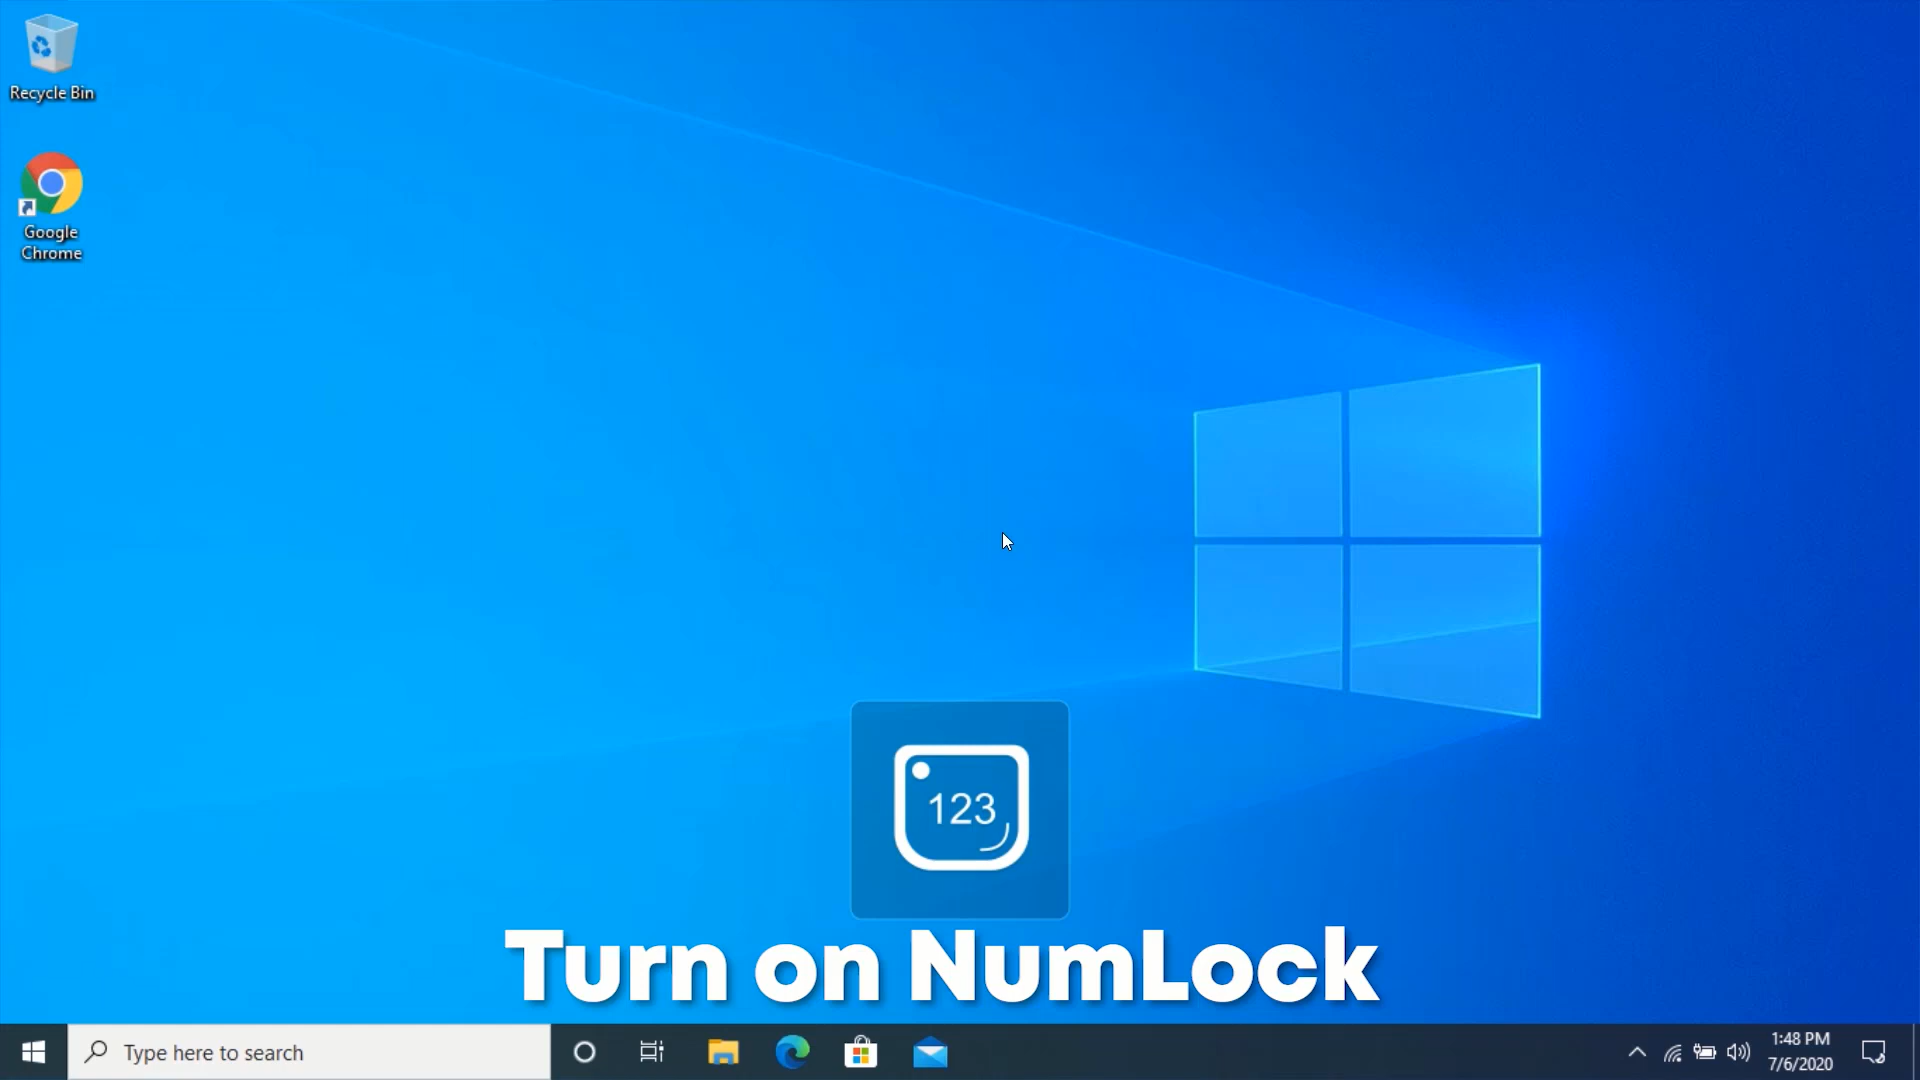 Recycle Bin
Google
Chrome
123
Turn on NumLock
Type here to search
1:48 PM
7/6/2020